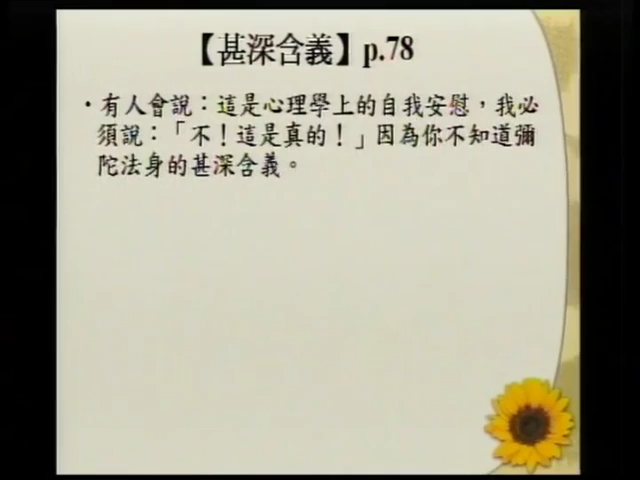 【甚深含義】p.78
・有人會說：這是心理學上的自我安慰，我必
須說：「不！這是真的！」因為你不知道彌
陀法身的甚深含義。